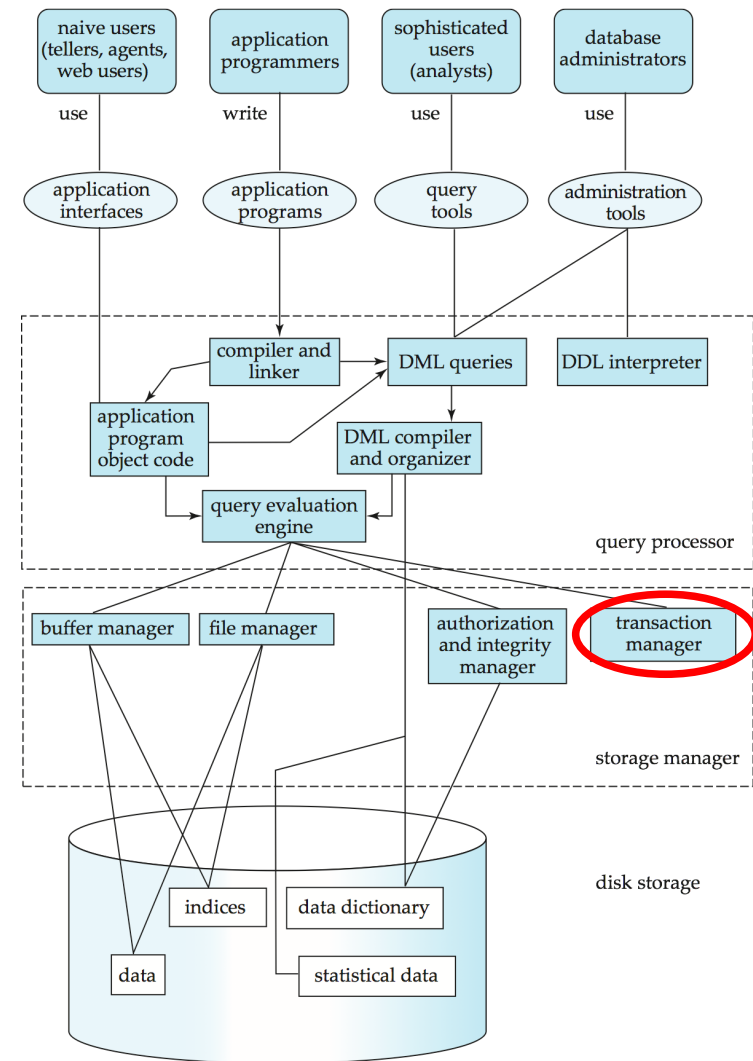 naive users
(tellers, agents,
web users)
application
programmers
sophisticated
users
(analysts)
database
administrators
use
write
use
use
application
interfaces
application
programs
query
tools
administration
tools
compiler and
linker
DML queries
DDL interpreter
application
program
object code
DML compiler
and organizer
query evaluation
engine
query processor
buffer manager
file manager
authorization
and integrity
manager
transaction
manager
storage manager
disk storage
indices
data dictionary
data
statistical data